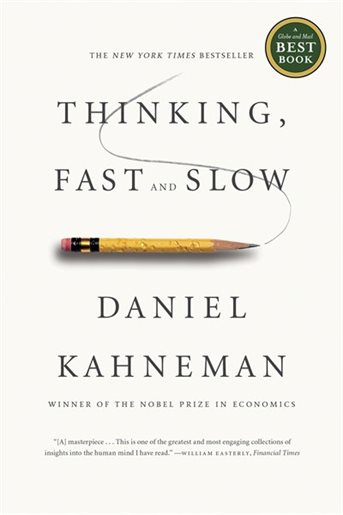 THE NEW YORK TIMES BESTSELLER
A
Globe and Mail
BEST
BOOK
THINKING,
FAST AND SLOW
DANIEL
KAHNEMAN
WINNER OF THE NOBEL PRIZE IN ECONOMICS
"[A] masterpiece . . . This is one of the greatest and most engaging collections of
insights into the human mind I have read." —WILLIAM EASTERLY, Financial Times